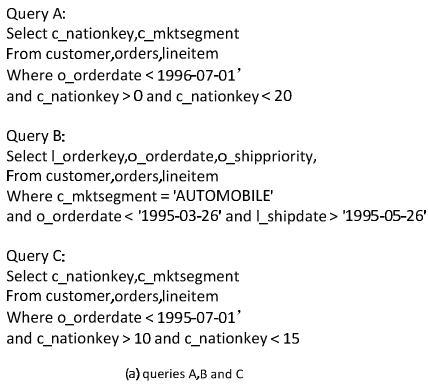 Query A:
Select c_nationkey,c_mktsegment
From customer,orders,lineitem
Where o_orderdate < 1996-07-01’
and c_nationkey > 0 and c_nationkey < 20
Query B:
Select l_orderkey,o_orderdate,o_shippriority,
From customer,orders,lineitem
Where c_mktsegment = 'AUTOMOBILE'
and o_orderdate < '1995-03-26' and l_shipdate > '1995-05-26'
Query C:
Select c_nationkey,c_mktsegment
From customer,orders,lineitem
Where o_orderdate < 1995-07-01’
and c_nationkey > 10 and c_nationkey < 15
(a) queries A,B and C